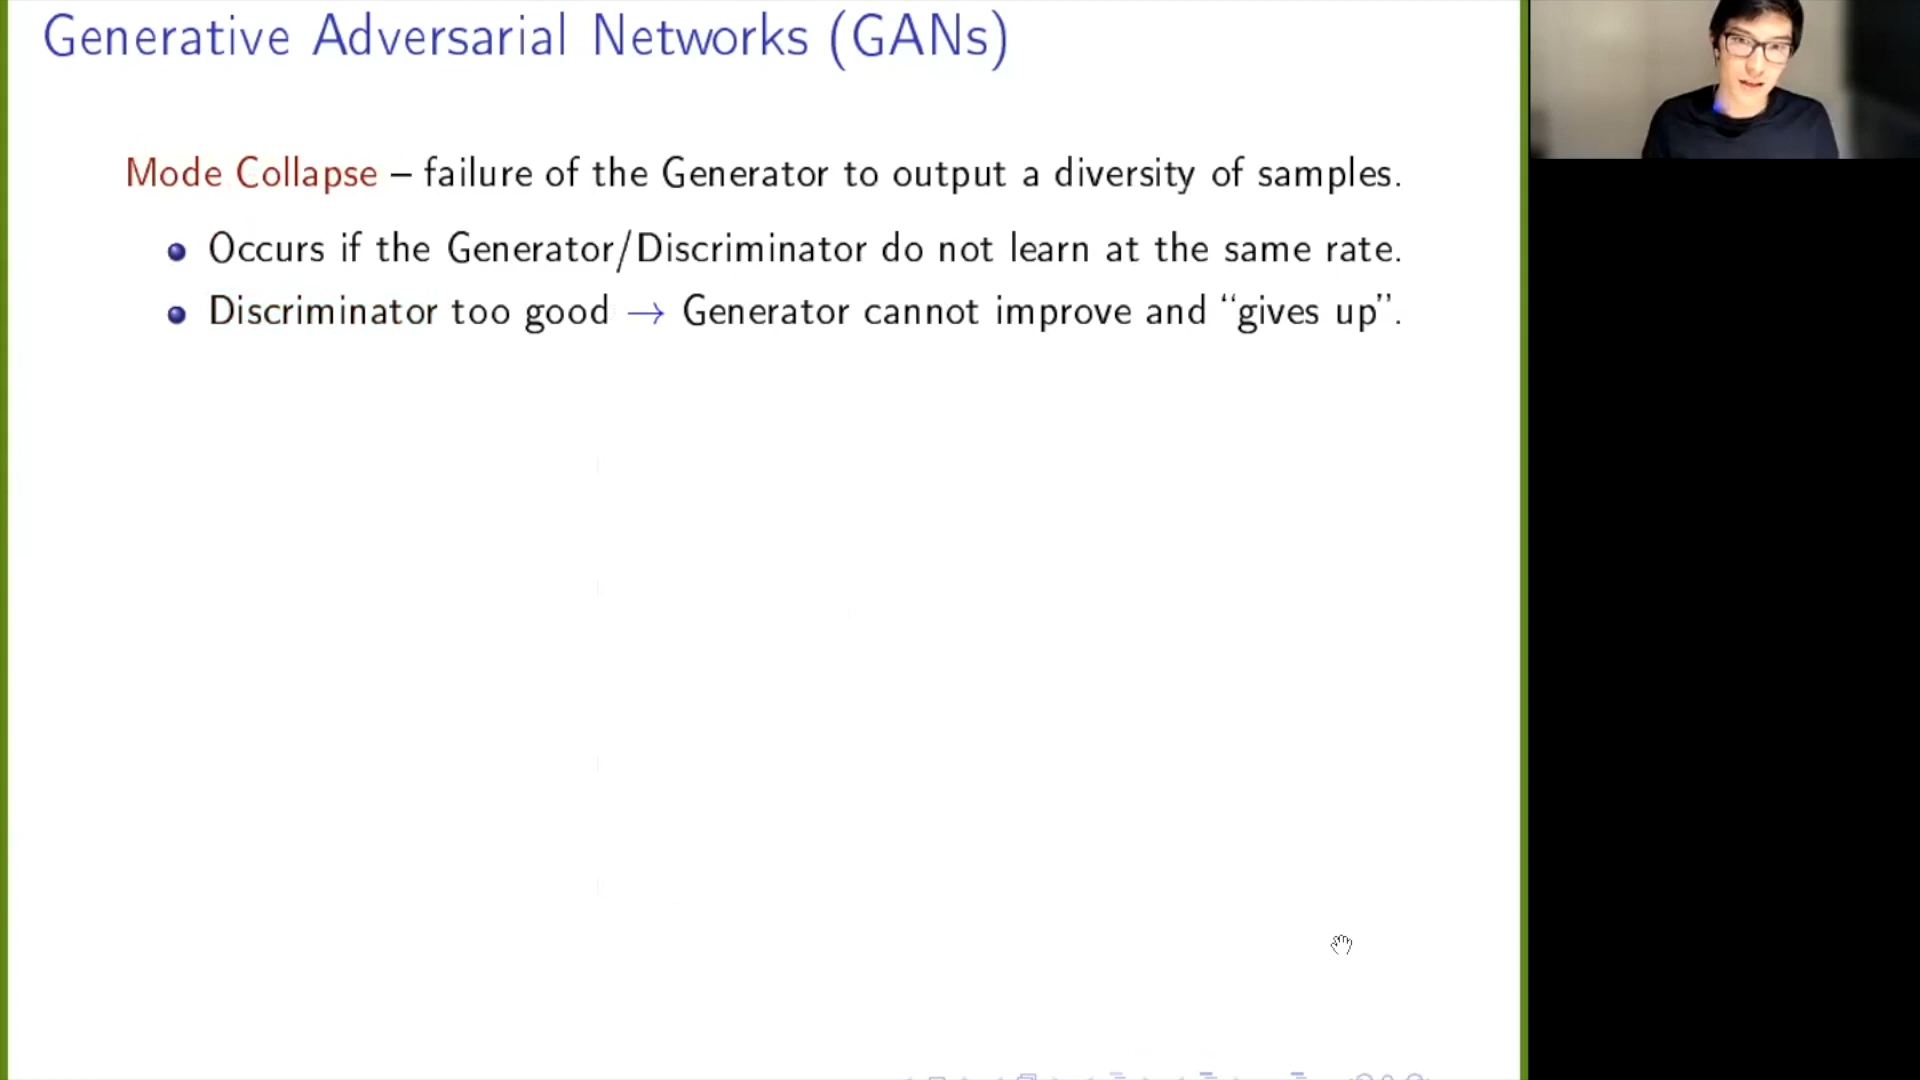 Generative Adversarial Networks (GANs)
Mode Collapse – failure of the Generator to output a diversity of samples.
Occurs if the Generator/Discriminator do not learn at the same rate.
Discriminator too good → Generator cannot improve and “gives up”.